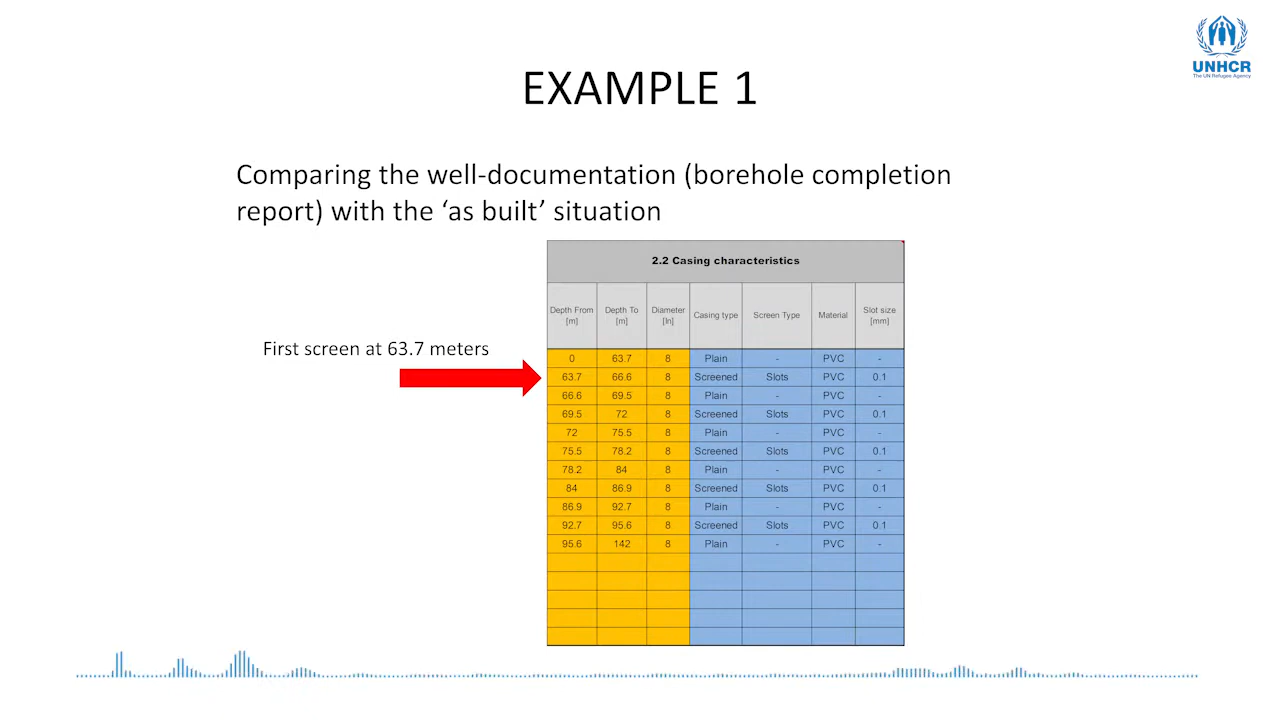 UNHCR
The UN Refugee Agency
EXAMPLE 1
Comparing the well-documentation (borehole completion
report) with the ‘as built’ situation
2.2 Casing characteristics
Depth From [m] Depth To [m] Diameter [In] Casing type Screen Type Material Slot size [mm]
First screen at 63.7 meters
0 63.7 8 Plain - PVC -
63.7 66.6 8 Screened Slots PVC 0.1
66.6 69.5 8 Plain - PVC -
69.5 72 8 Screened Slots PVC 0.1
72 75.5 8 Plain - PVC -
75.5 78.2 8 Screened Slots PVC 0.1
78.2 84 8 Plain - PVC -
84 86.9 8 Screened Slots PVC 0.1
86.9 92.7 8 Plain - PVC -
92.7 95.6 8 Screened Slots PVC 0.1
95.6 142 8 Plain - PVC -